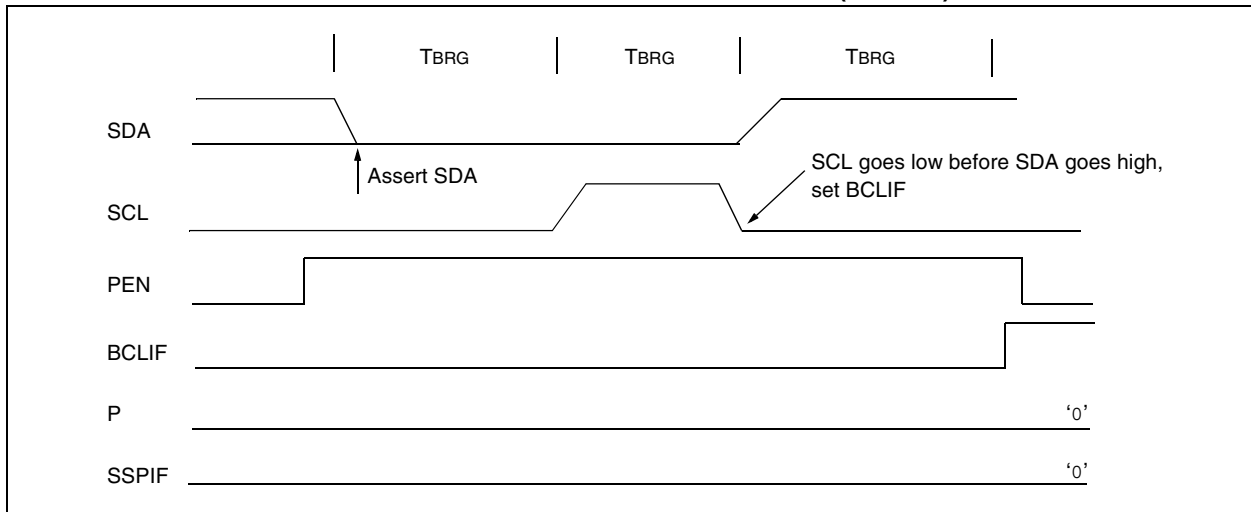 TBRG TBRG TBRG
SDA
Assert SDA
SCL goes low before SDA goes high,
set BCLIF
SCL
PEN
BCLIF
P ‘0’
SSPIF ‘0’